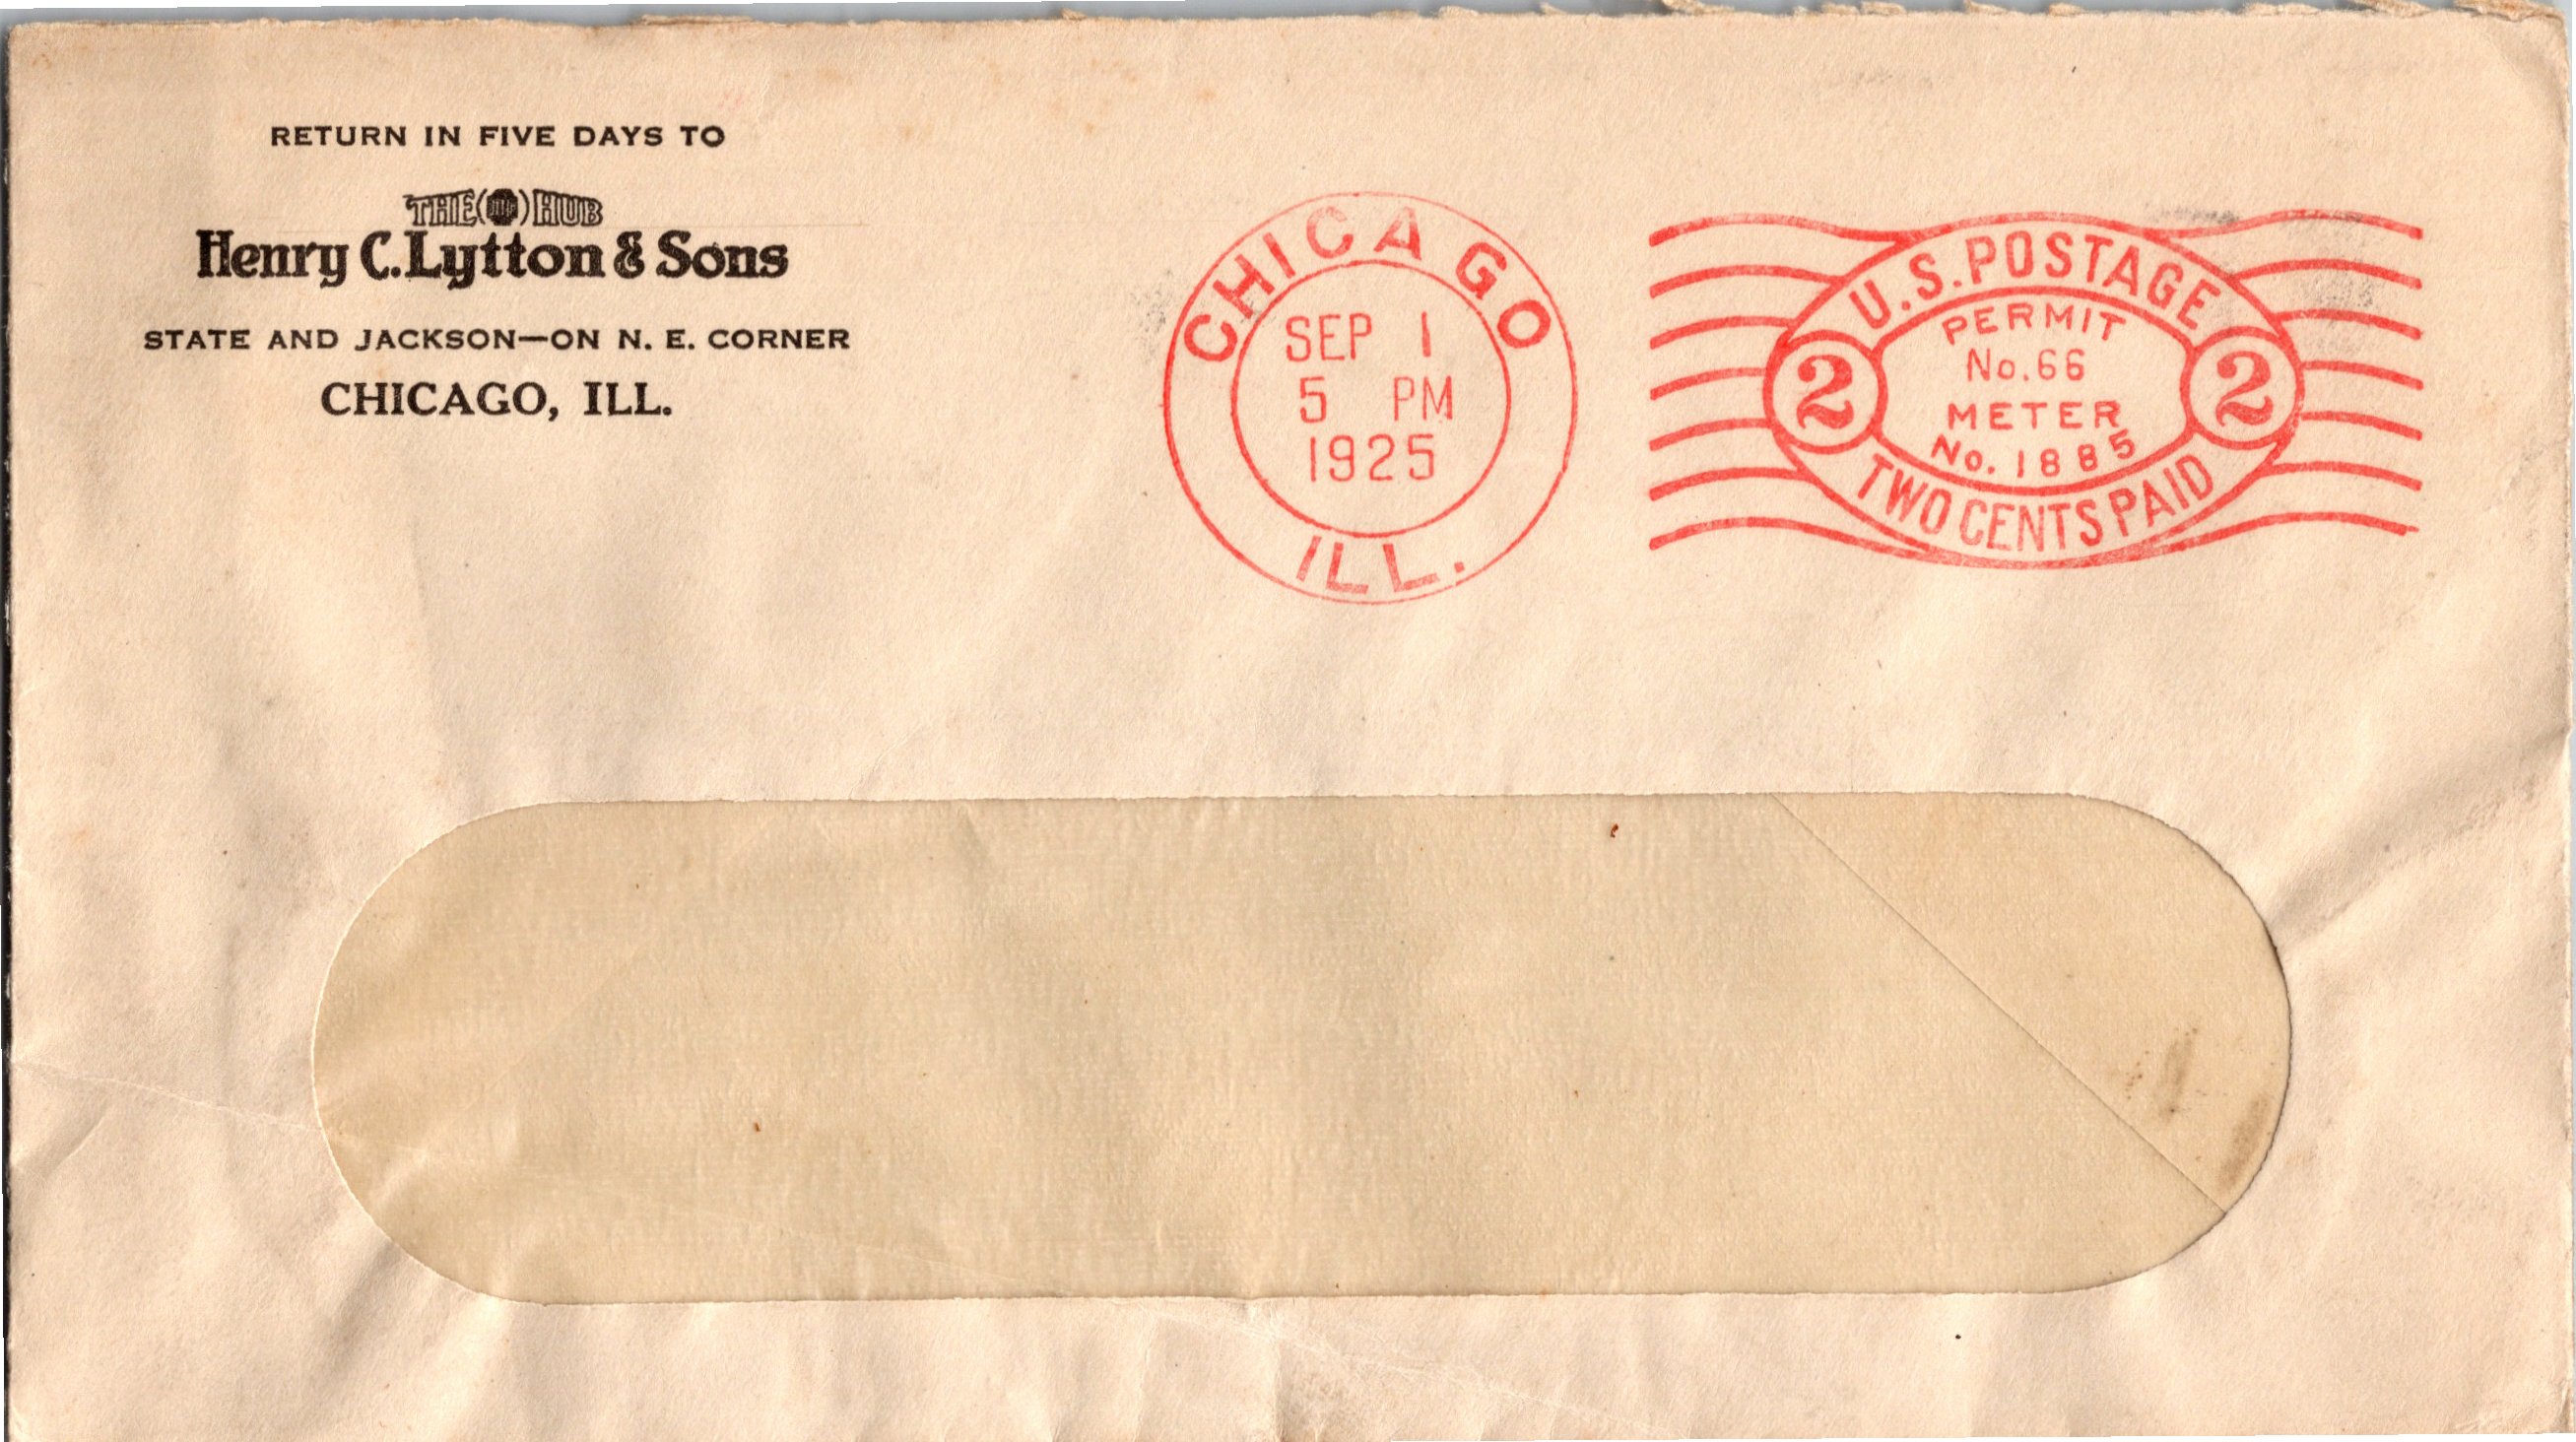 RETURN IN FIVE DAYS TO
THE HUB
Henry C. Lytton & Sons
STATE AND JACKSON—ON N. E. CORNER
CHICAGO, ILL.
CHICAGO
SEP 1
5 PM
1925
ILL.
U.S. POSTAGE
PERMIT
No. 66
2 2
METER
No. 1885
TWO CENTS PAID